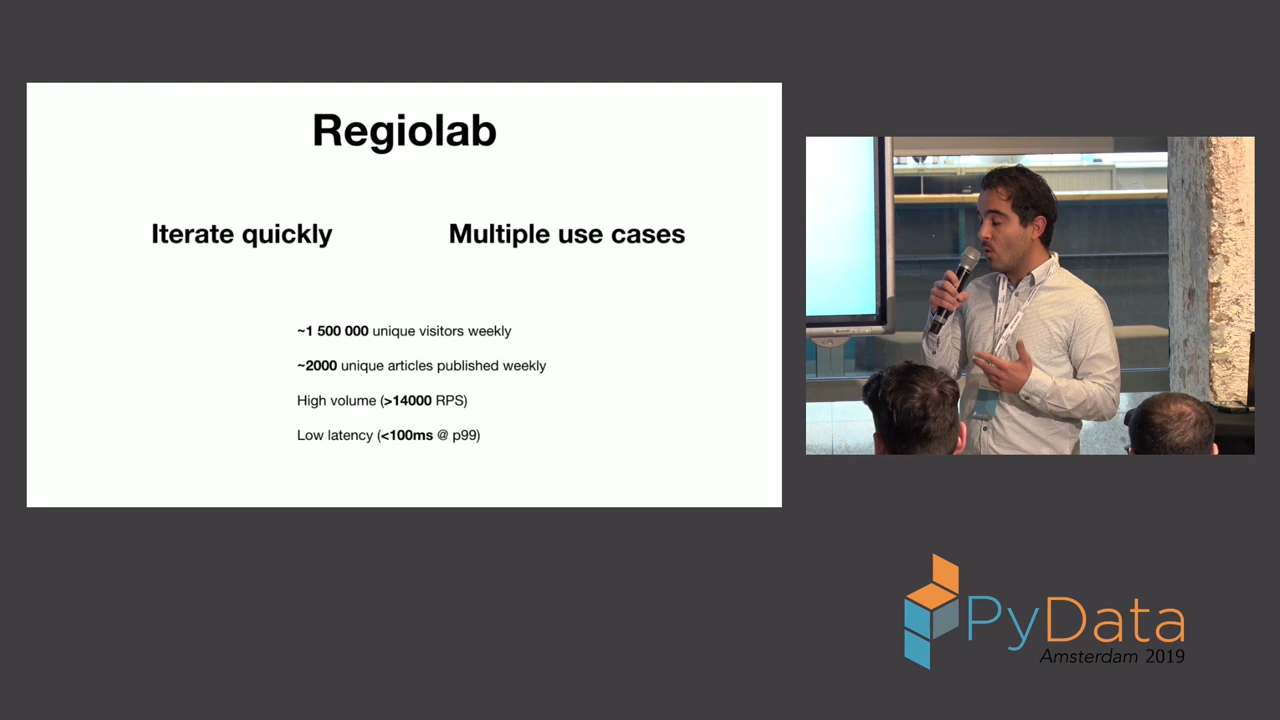 Regiolab
Iterate quickly
Multiple use cases
~1 500 000 unique visitors weekly
~2000 unique articles published weekly
High volume (>14000 RPS)
Low latency (<100ms @ p99)
PyData
Amsterdam 2019